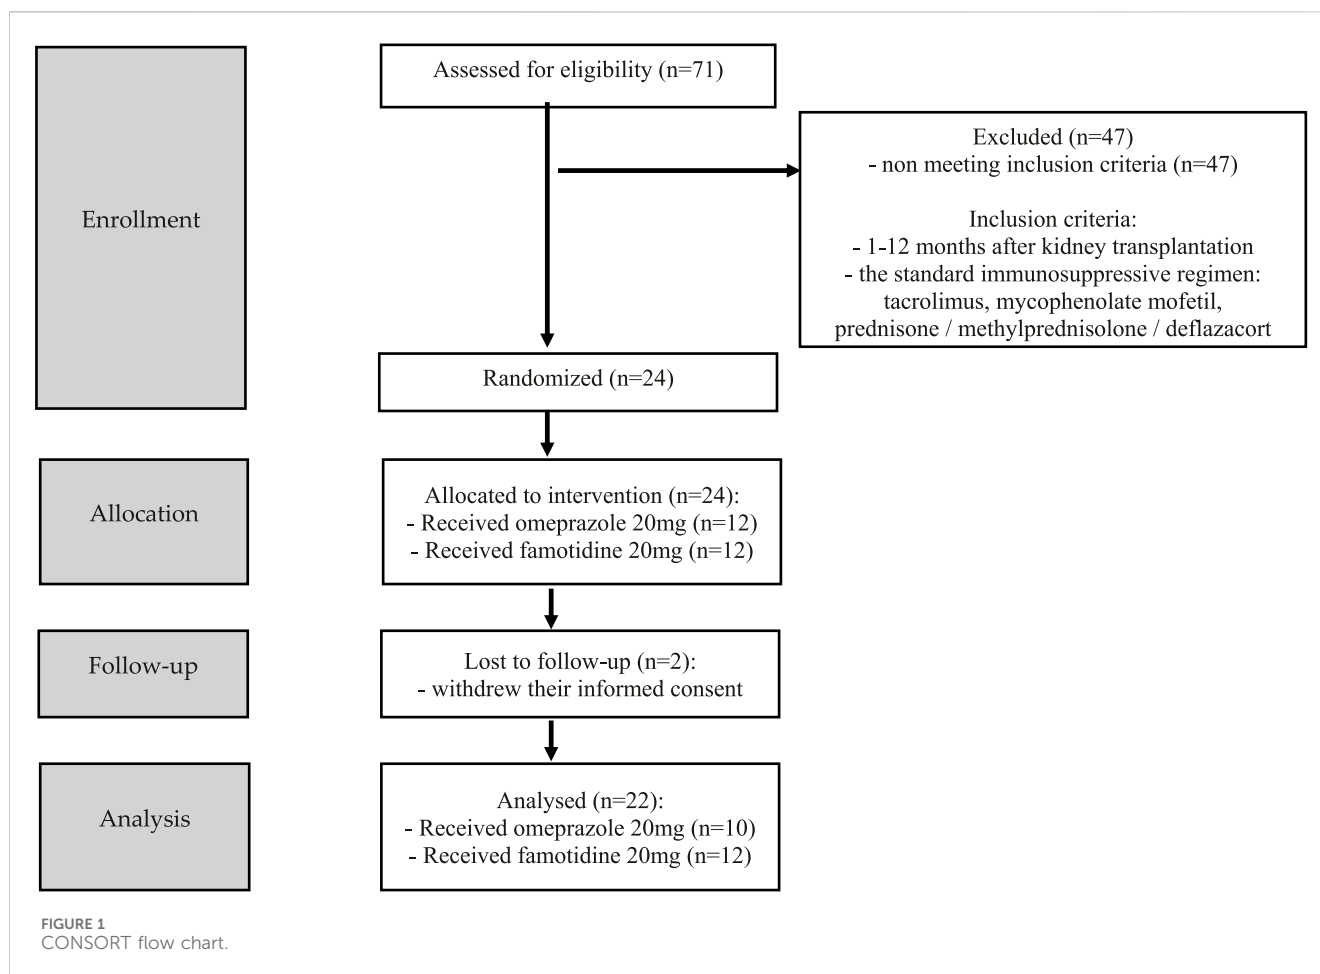 Enrollment
Assessed for eligibility (n=71)
Excluded (n=47)
- non meeting inclusion criteria (n=47)
Inclusion criteria:
- 1-12 months after kidney transplantation
- the standard immunosuppressive regimen:
tacrolimus, mycophenolate mofetil,
prednisone / methylprednisolone / deflazacort
Randomized (n=24)
Allocation
Allocated to intervention (n=24):
- Received omeprazole 20mg (n=12)
- Received famotidine 20mg (n=12)
Follow-up
Lost to follow-up (n=2):
- withdrew their informed consent
Analysis
Analysed (n=22):
- Received omeprazole 20mg (n=10)
- Received famotidine 20mg (n=12)
FIGURE 1
CONSORT flow chart.